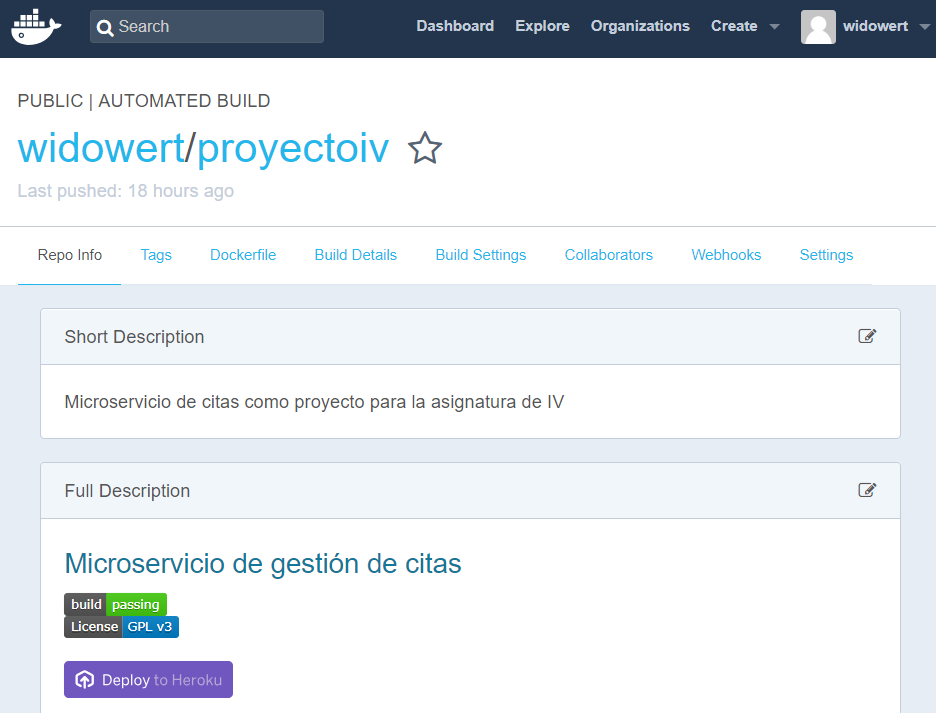 Search Dashboard Explore Organizations Create widowert
PUBLIC | AUTOMATED BUILD
widowert/proyectoiv
Last pushed: 18 hours ago
Repo Info Tags Dockerfile Build Details Build Settings Collaborators Webhooks Settings
Short Description
Microservicio de citas como proyecto para la asignatura de IV
Full Description
Microservicio de gestión de citas
build passing
License GPL v3
Deploy to Heroku